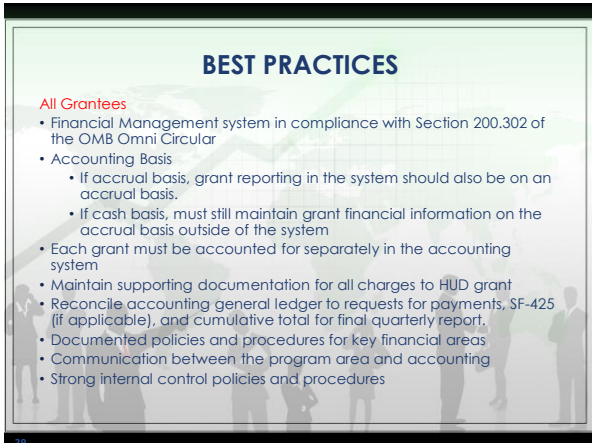 BEST PRACTICES
All Grantees
• Financial Management system in compliance with Section 200.302 of
the OMB Omni Circular
• Accounting Basis
• If accrual basis, grant reporting in the system should also be on an
accrual basis.
• If cash basis, must still maintain grant financial information on the
accrual basis outside of the system
• Each grant must be accounted for separately in the accounting
system
• Maintain supporting documentation for all charges to HUD grant
• Reconcile accounting general ledger to requests for payments, SF-425
(if applicable), and cumulative total for final quarterly report.
• Documented policies and procedures for key financial areas
• Communication between the program area and accounting
• Strong internal control policies and procedures
29